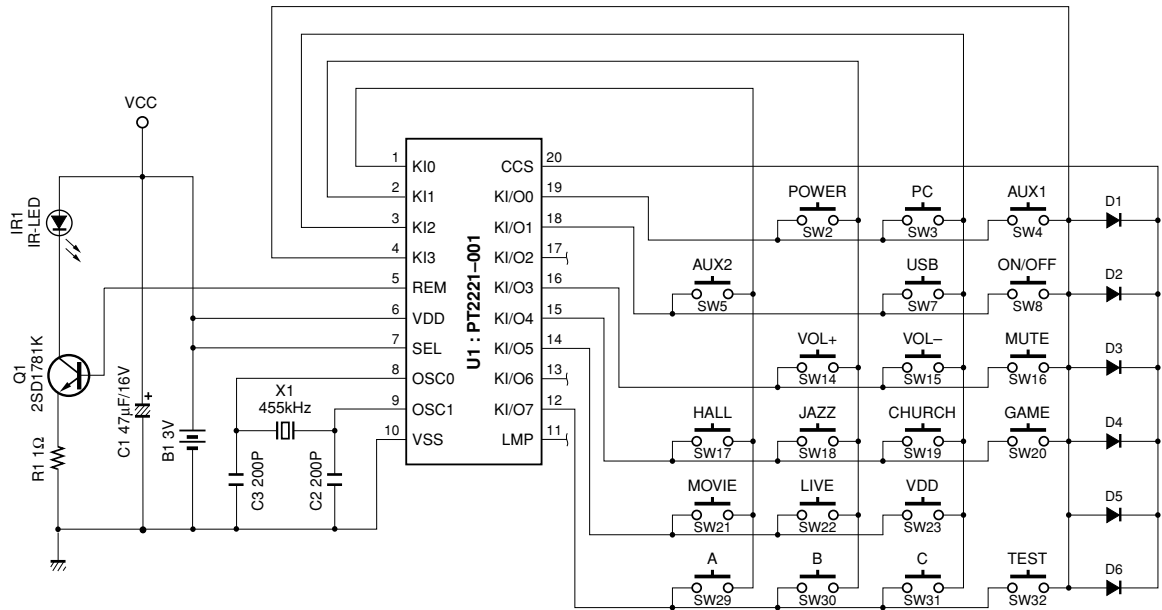 VCC
IR1
IR-LED
Q1
2SD1781K
R1 1Ω
C1 47μF/16V
+
B1 3V
X1
455kHz
C3 200P
C2 200P
U1 : PT2221–001
1 KI0
2 KI1
3 KI2
4 KI3
5 REM
6 VDD
7 SEL
8 OSC0
9 OSC1
10 VSS
CCS 20
KI/O0 19
KI/O1 18
KI/O2 17
KI/O3 16
KI/O4 15
KI/O5 14
KI/O6 13
KI/O7 12
LMP 11
POWER PC AUX1
SW2 SW3 SW4 D1
AUX2 USB ON/OFF
SW5 SW7 SW8 D2
VOL+ VOL– MUTE
SW14 SW15 SW16 D3
HALL JAZZ CHURCH GAME
SW17 SW18 SW19 SW20 D4
MOVIE LIVE VDD
SW21 SW22 SW23 D5
A B C TEST
SW29 SW30 SW31 SW32 D6